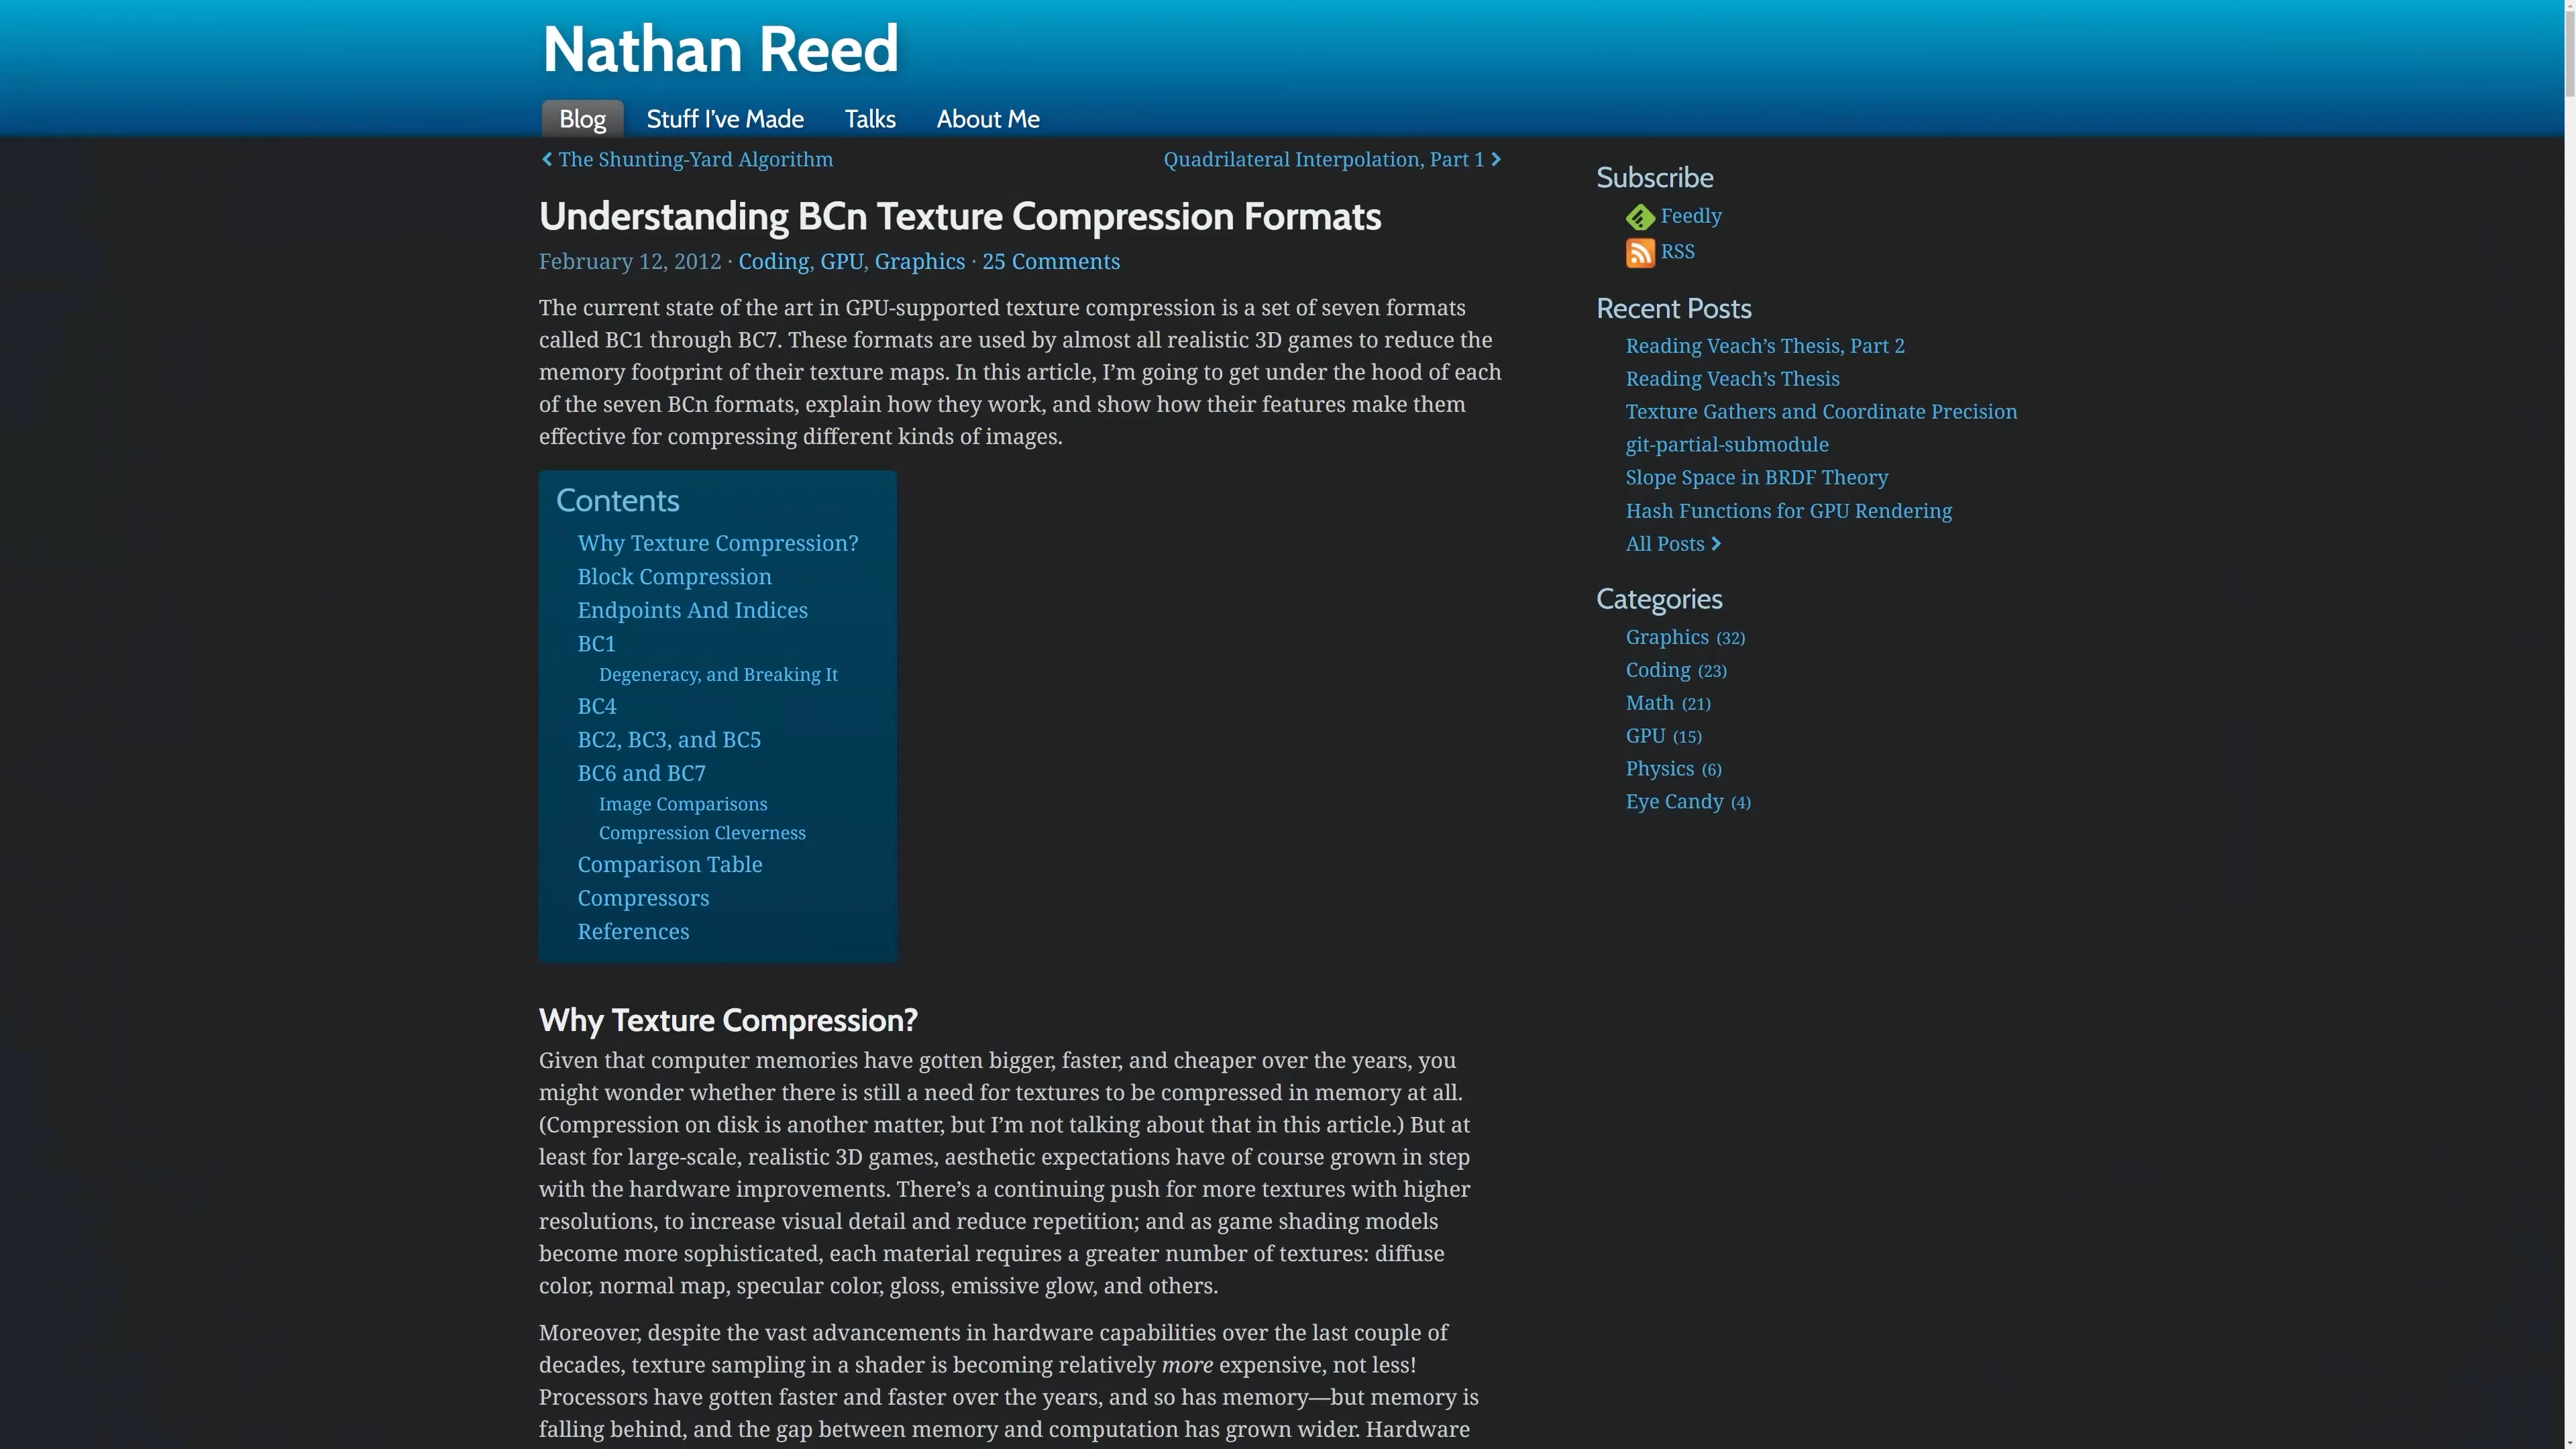 Nathan Reed
Blog
Stuff I've Made
Talks
About Me
The Shunting-Yard Algorithm
Quadrilateral Interpolation, Part 1
Understanding BCn Texture Compression Formats
February 12, 2012 · Coding, GPU, Graphics · 25 Comments
The current state of the art in GPU-supported texture compression is a set of seven formats
called BC1 through BC7. These formats are used by almost all realistic 3D games to reduce the
memory footprint of their texture maps. In this article, I’m going to get under the hood of each
of the seven BCn formats, explain how they work, and show how their features make them
effective for compressing different kinds of images.
Contents
Why Texture Compression?
Block Compression
Endpoints And Indices
BC1
Degeneracy, and Breaking It
BC4
BC2, BC3, and BC5
BC6 and BC7
Image Comparisons
Compression Cleverness
Comparison Table
Compressors
References
Why Texture Compression?
Given that computer memories have gotten bigger, faster, and cheaper over the years, you
might wonder whether there is still a need for textures to be compressed in memory at all.
(Compression on disk is another matter, but I’m not talking about that in this article.) But at
least for large-scale, realistic 3D games, aesthetic expectations have of course grown in step
with the hardware improvements. There’s a continuing push for more textures with higher
resolutions, to increase visual detail and reduce repetition; and as game shading models
become more sophisticated, each material requires a greater number of textures: diffuse
color, normal map, specular color, gloss, emissive glow, and others.
Moreover, despite the vast advancements in hardware capabilities over the last couple of
decades, texture sampling in a shader is becoming relatively more expensive, not less!
Processors have gotten faster and faster over the years, and so has memory—but memory is
falling behind, and the gap between memory and computation has grown wider. Hardware
Subscribe
Feedly
RSS
Recent Posts
Reading Veach’s Thesis, Part 2
Reading Veach’s Thesis
Texture Gathers and Coordinate Precision
git-partial-submodule
Slope Space in BRDF Theory
Hash Functions for GPU Rendering
All Posts
Categories
Graphics (32)
Coding (23)
Math (21)
GPU (15)
Physics (6)
Eye Candy (4)